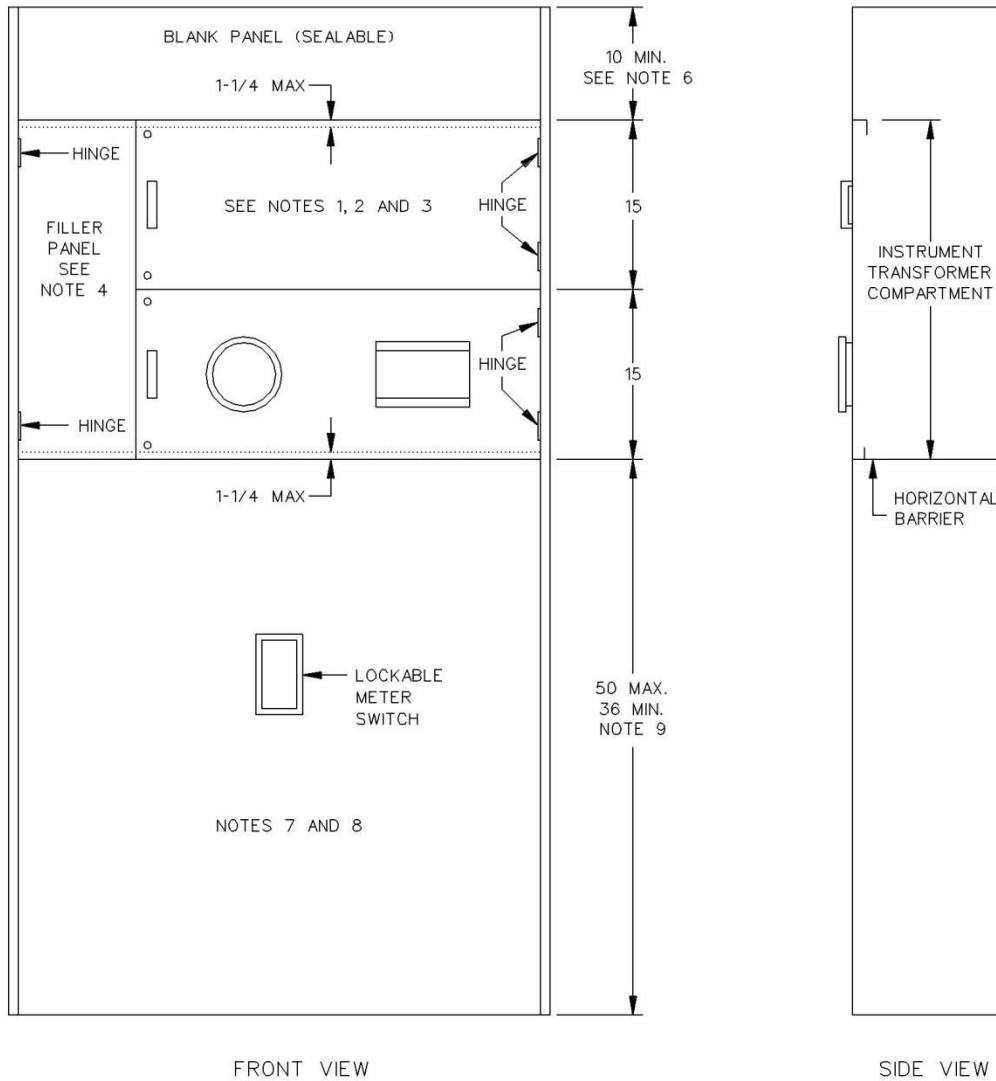 BLANK PANEL (SEALABLE)
10 MIN.
SEE NOTE 6
1-1/4 MAX
HINGE
SEE NOTES 1, 2 AND 3
HINGE
15
FILLER
PANEL
SEE
NOTE 4
INSTRUMENT
TRANSFORMER
COMPARTMENT
HINGE
15
HINGE
1-1/4 MAX
HORIZONTAL
BARRIER
LOCKABLE
METER
SWITCH
50 MAX.
36 MIN.
NOTE 9
NOTES 7 AND 8
FRONT VIEW
SIDE VIEW